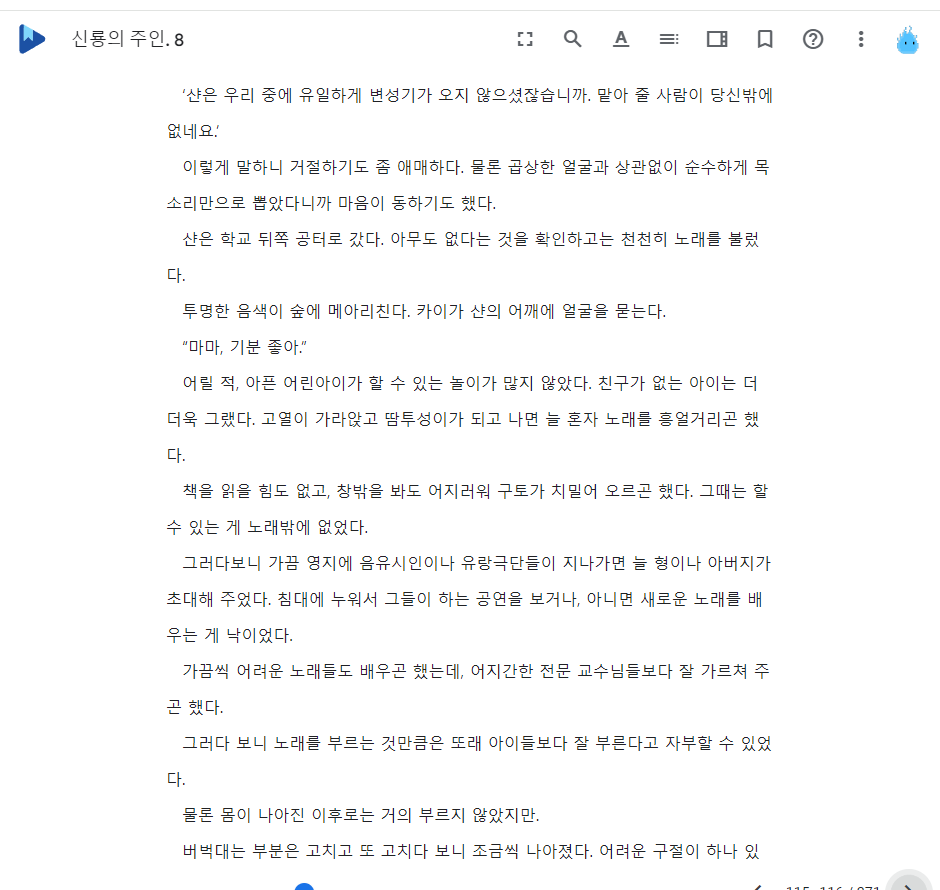 신룡의 주인. 8
‘샨은 우리 중에 유일하게 변성기가 오지 않으셨잖습니까. 맡아 줄 사람이 당신밖에
없네요.’
이렇게 말하니 거절하기도 좀 애매하다. 물론 곱상한 얼굴과 상관없이 순수하게 목
소리만으로 뽑았다니까 마음이 동하기도 했다.
샨은 학교 뒤쪽 공터로 갔다. 아무도 없다는 것을 확인하고는 천천히 노래를 불렀
다.
투명한 음색이 숲에 메아리친다. 카이가 샨의 어깨에 얼굴을 묻는다.
“마마, 기분 좋아.”
어릴 적, 아픈 어린아이가 할 수 있는 놀이가 많지 않았다. 친구가 없는 아이는 더
더욱 그랬다. 고열이 가라앉고 땀투성이가 되고 나면 늘 혼자 노래를 흥얼거리곤 했
다.
책을 읽을 힘도 없고, 창밖을 봐도 어지러워 구토가 치밀어 오르곤 했다. 그때는 할
수 있는 게 노래밖에 없었다.
그러다보니 가끔 영지에 음유시인이나 유랑극단들이 지나가면 늘 형이나 아버지가
초대해 주었다. 침대에 누워서 그들이 하는 공연을 보거나, 아니면 새로운 노래를 배
우는 게 낙이었다.
가끔씩 어려운 노래들도 배우곤 했는데, 어지간한 전문 교수님들보다 잘 가르쳐 주
곤 했다.
그러다 보니 노래를 부르는 것만큼은 또래 아이들보다 잘 부른다고 자부할 수 있었
다.
물론 몸이 나아진 이후로는 거의 부르지 않았지만.
버벅대는 부분은 고치고 또 고치다 보니 조금씩 나아졌다. 어려운 구절이 하나 있